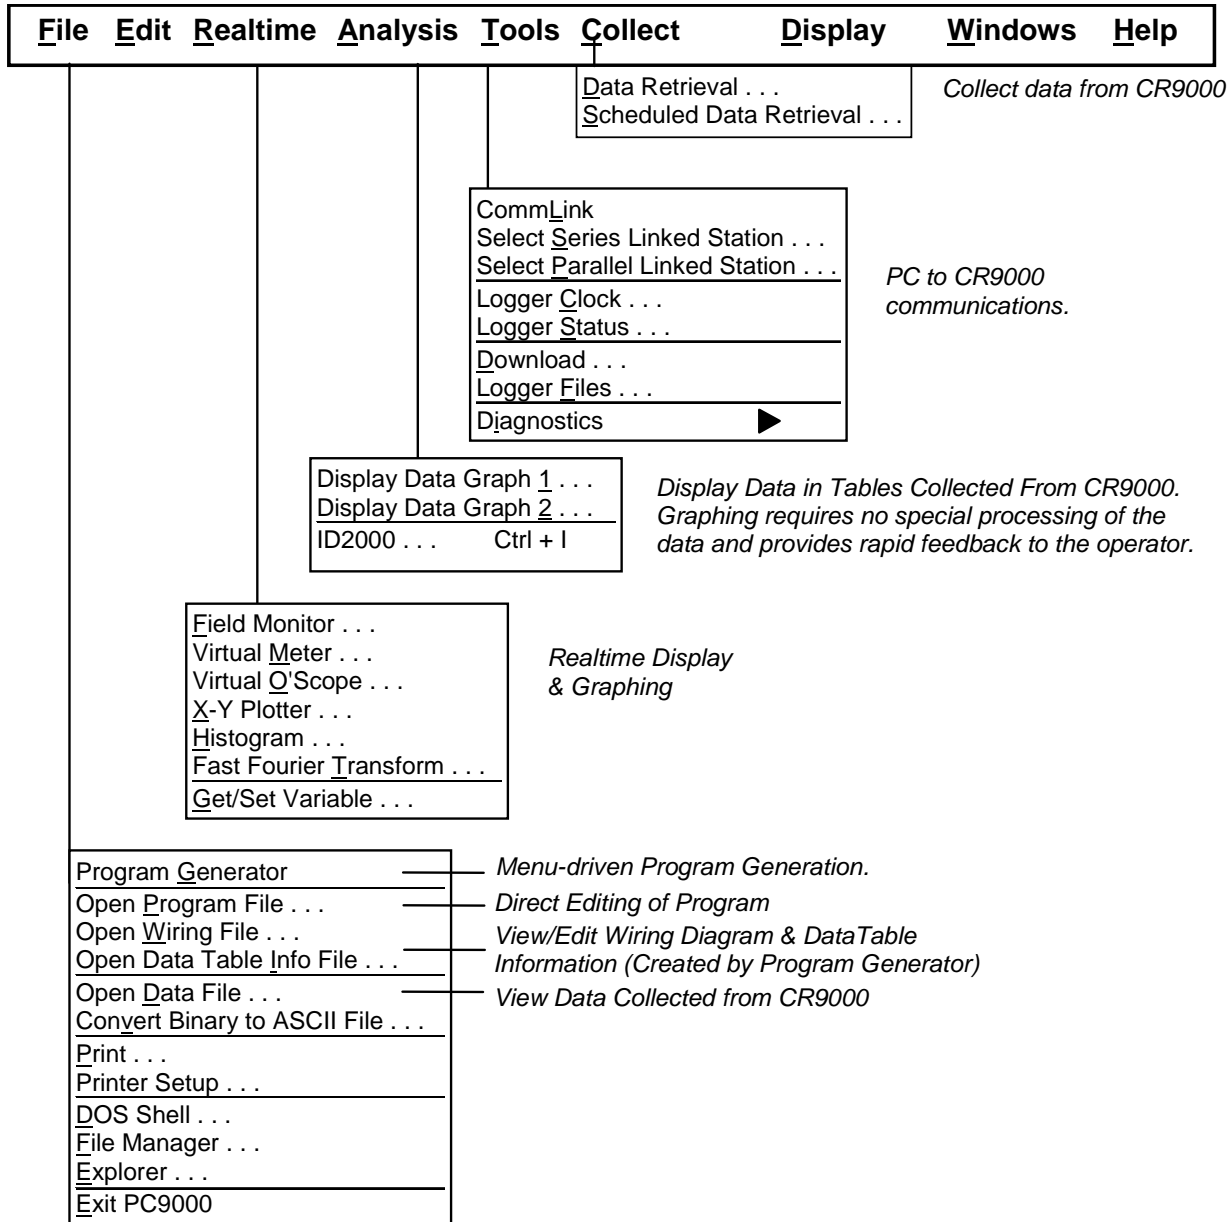 File Edit Realtime Analysis Tools Collect Display Windows Help
Data Retrieval . . .
Scheduled Data Retrieval . . .
Collect data from CR9000
CommLink
Select Series Linked Station . . .
Select Parallel Linked Station . . .
Logger Clock . . .
Logger Status . . .
Download . . .
Logger Files . . .
Diagnostics
PC to CR9000
communications.
Display Data Graph 1 . . .
Display Data Graph 2 . . .
ID2000 . . . Ctrl + I
Display Data in Tables Collected From CR9000.
Graphing requires no special processing of the
data and provides rapid feedback to the operator.
Field Monitor . . .
Virtual Meter . . .
Virtual O'Scope . . .
X-Y Plotter . . .
Histogram . . .
Fast Fourier Transform . . .
Get/Set Variable . . .
Realtime Display
& Graphing
Program Generator
Open Program File . . .
Open Wiring File . . .
Open Data Table Info File . . .
Open Data File . . .
Convert Binary to ASCII File . . .
Print . . .
Printer Setup . . .
DOS Shell . . .
File Manager . . .
Explorer . . .
Exit PC9000
Menu-driven Program Generation.
Direct Editing of Program
View/Edit Wiring Diagram & DataTable
Information (Created by Program Generator)
View Data Collected from CR9000